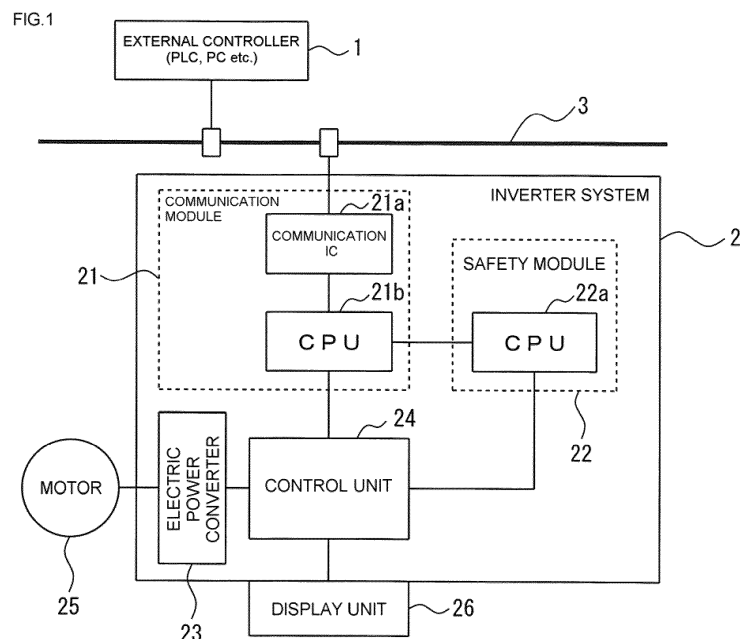 FIG.1
EXTERNAL CONTROLLER
(PLC, PC etc.)
1
3
COMMUNICATION
MODULE
21a
INVERTER SYSTEM
COMMUNICATION
IC
2
21
SAFETY MODULE
21b
22a
CPU
CPU
24
22
MOTOR
ELECTRIC
POWER
CONVERTER
CONTROL UNIT
25
23
DISPLAY UNIT
26